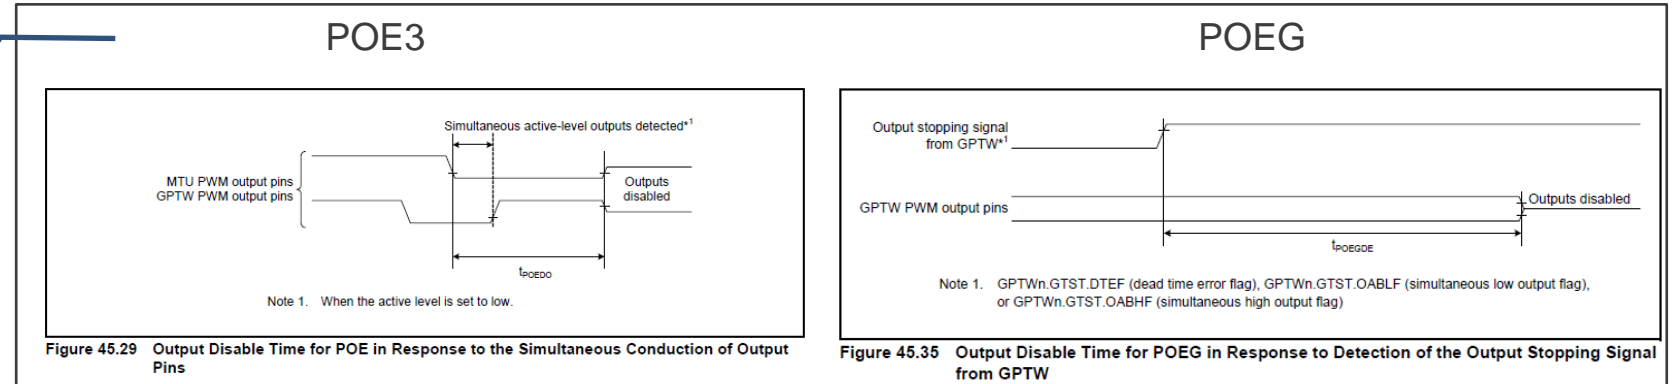 POE3
Simultaneous active-level outputs detected*1
MTU PWM output pins
GPTW PWM output pins
Outputs
disabled
tPOEDO
Note 1. When the active level is set to low.
Figure 45.29 Output Disable Time for POE in Response to the Simultaneous Conduction of Output
Pins
POEG
Output stopping signal
from GPTW*1
GPTW PWM output pins
Outputs disabled
tPOEGDE
Note 1. GPTWn.GTST.DTEF (dead time error flag), GPTWn.GTST.OABLF (simultaneous low output flag),
or GPTWn.GTST.OABHF (simultaneous high output flag)
Figure 45.35 Output Disable Time for POEG in Response to Detection of the Output Stopping Signal
from GPTW